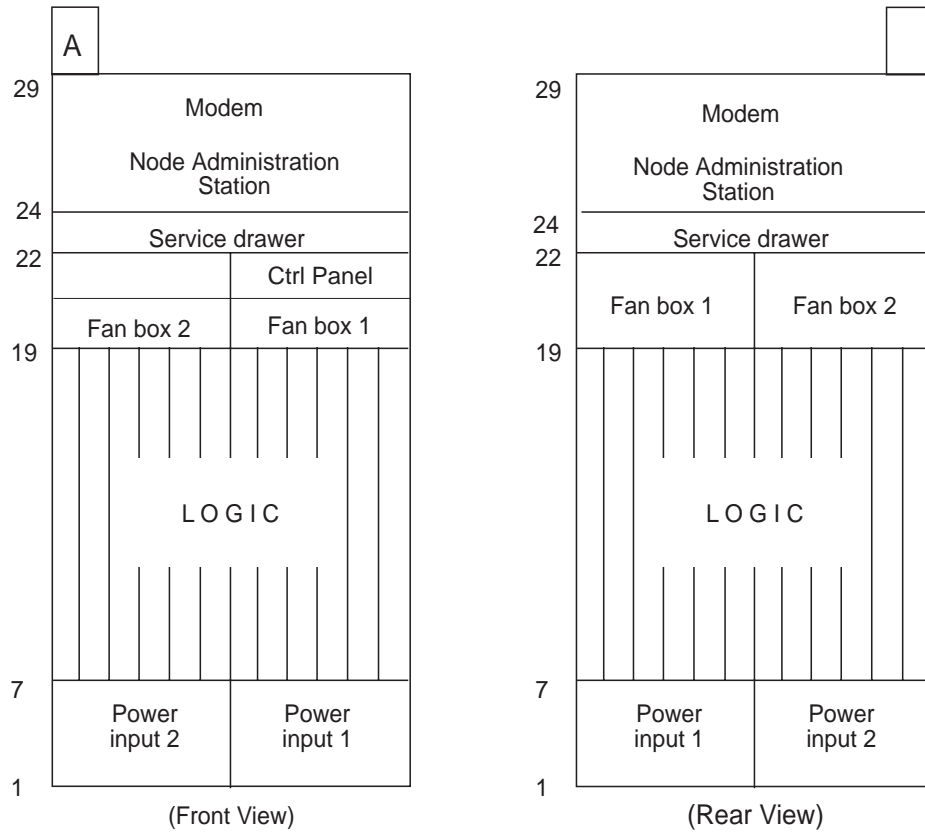 A
29
Modem
Node Administration
Station
24
Service drawer
22
Ctrl Panel
Fan box 2
Fan box 1
19
L O G I C
7
Power
input 2
Power
input 1
1
(Front View)
29
Modem
Node Administration
Station
24
Service drawer
22
Fan box 1
Fan box 2
19
L O G I C
7
Power
input 1
Power
input 2
1
(Rear View)